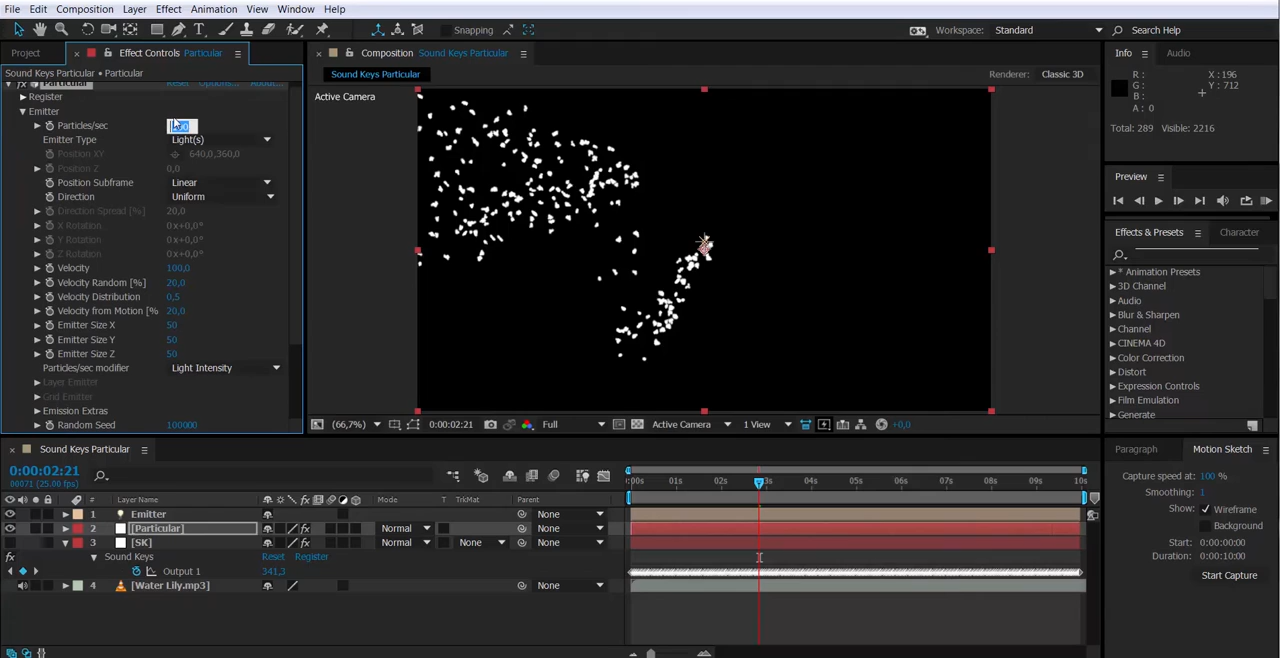 File Edit Composition Layer Effect Animation View Window Help
Snapping
Workspace: Standard
Search Help
Project
Effect Controls Particular
Composition Sound Keys Particular
Info
Audio
Sound Keys Particular • Particular
Sound Keys Particular
Renderer: Classic 3D
R :
G :
B :
A : 0
X : 196
Y : 712
Particular Reset Options... About...
Register
Active Camera
Emitter
Total: 289 Visible: 2216
Particles/sec
Emitter Type Light(s)
Position XY 640,0,360,0
Position Z 0,0
Preview
Position Subframe Linear
Direction Uniform
Direction Spread [%] 20,0
X Rotation 0x+0,0°
Y Rotation 0x+0,0°
Z Rotation 0x+0,0°
Effects & Presets
Character
Velocity 100,0
Velocity Random [%] 20,0
Velocity Distribution 0,5
Velocity from Motion [% 20,0
Emitter Size X 50
Emitter Size Y 50
Emitter Size Z 50
Particles/sec modifier Light Intensity
Layer Emitter
Grid Emitter
Emission Extras
Random Seed 100000
* Animation Presets
3D Channel
Audio
Blur & Sharpen
Channel
CINEMA 4D
Color Correction
Distort
Expression Controls
Film Emulation
Generate
(66,7%)
0:00:02:21
Full
Active Camera
1 View
+0,0
Sound Keys Particular
Paragraph
Motion Sketch
0:00:02:21
00071 (25.00 fps)
# Layer Name Mode T TrkMat Parent
:00s 01s 02s 03s 04s 05s 06s 07s 08s 09s 10s
1 Emitter None
2 [Particular] Normal None
3 [SK] Normal None None
Sound Keys Reset Register
Output 1 341,3
4 [Water Lily.mp3] None
Capture speed at: 100 %
Smoothing: 1
Show: Wireframe
Background
Start: 0:00:00:00
Duration: 0:00:10:00
Start Capture